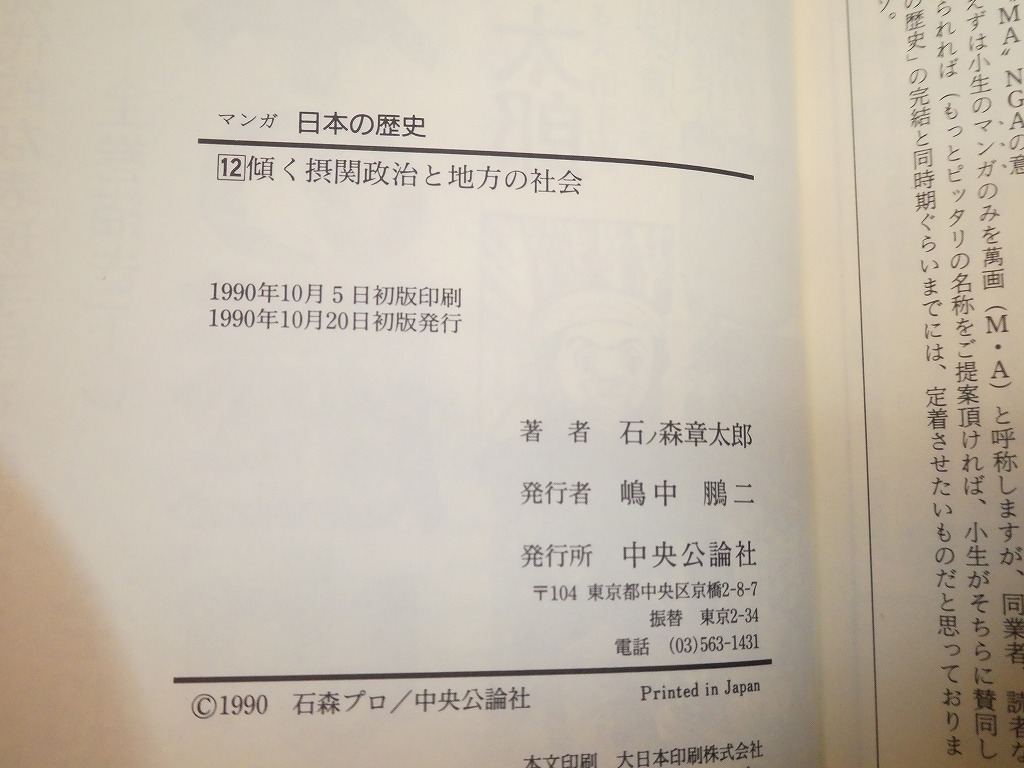 マンガ 日本の歴史
12 傾く摂関政治と地方の社会
1990年10月5日初版印刷
1990年10月20日初版発行
著者 石ノ森章太郎
発行者 嶋中 鵬二
発行所 中央公論社
〒104 東京都中央区京橋2-8-7
振替 東京2-34
電話 (03)563-1431
©1990 石森プロ/中央公論社
Printed in Japan
本文印刷 大日本印刷株式会社
〝MA〟NGAの意
えずは小生のマンガのみを萬画(M・A)と呼称しますが、同業者 読者な
られれば(もっとピッタリの名称をご提案頂ければ、小生がそちらに賛同し
の歴史」の完結と同時期ぐらいまでには、定着させたいものだと思っておりま
ソ。